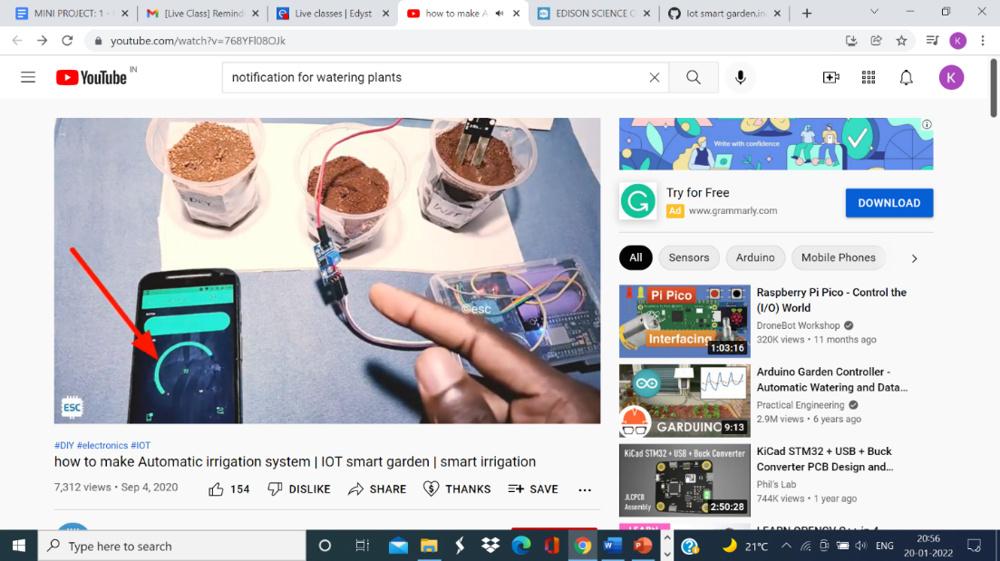 MINI PROJECT: 1 -
[Live Class] Remind
Live classes | Edyst
how to make A
EDISON SCIENCE C
Iot smart garden.in
youtube.com/watch?v=768YFl08OJk
K
YouTube IN
notification for watering plants
K
DRY
WET
©esc
ESC
#DIY #electronics #IOT
how to make Automatic irrigation system | IOT smart garden | smart irrigation
7,312 views • Sep 4, 2020
154
DISLIKE
SHARE
THANKS
SAVE
Write with confidence
Try for Free
Ad www.grammarly.com
DOWNLOAD
All
Sensors
Arduino
Mobile Phones
Pi Pico
Interfacing
1:03:16
Raspberry Pi Pico - Control the
(I/O) World
DroneBot Workshop
320K views • 11 months ago
GARDUINO
9:13
Arduino Garden Controller -
Automatic Watering and Data...
Practical Engineering
2.9M views • 6 years ago
KiCad STM32 + USB + Buck Converter
JLCPCB
Assembly
2:50:28
KiCad STM32 + USB + Buck
Converter PCB Design and...
Phil's Lab
744K views • 1 year ago
LEARN OPENCV C++ in 4
Type here to search
21°C
ENG
20:56
20-01-2022